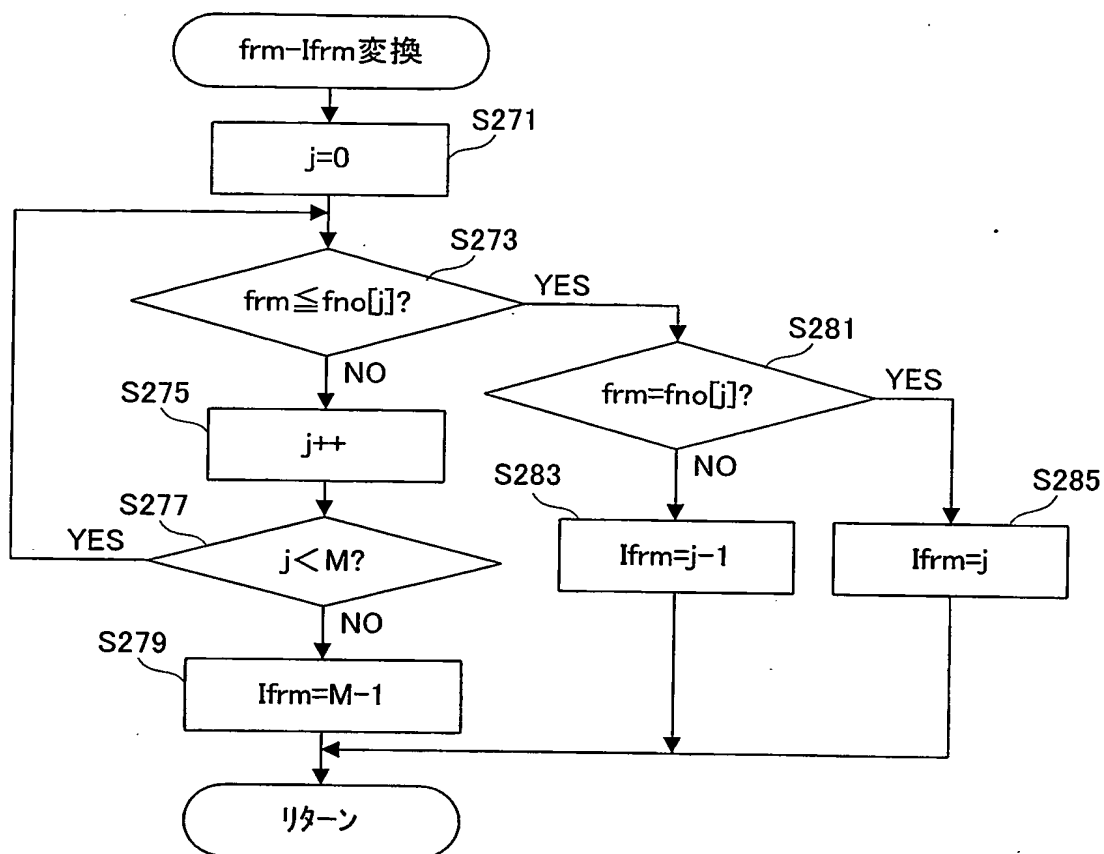 frm-Ifrm変換
S271
j=0
S273
frm≦fno[j]?
YES
NO
S281
frm=fno[j]?
YES
NO
S275
j++
S277
j<M?
YES
NO
S283
Ifrm=j-1
S285
Ifrm=j
S279
Ifrm=M-1
リターン